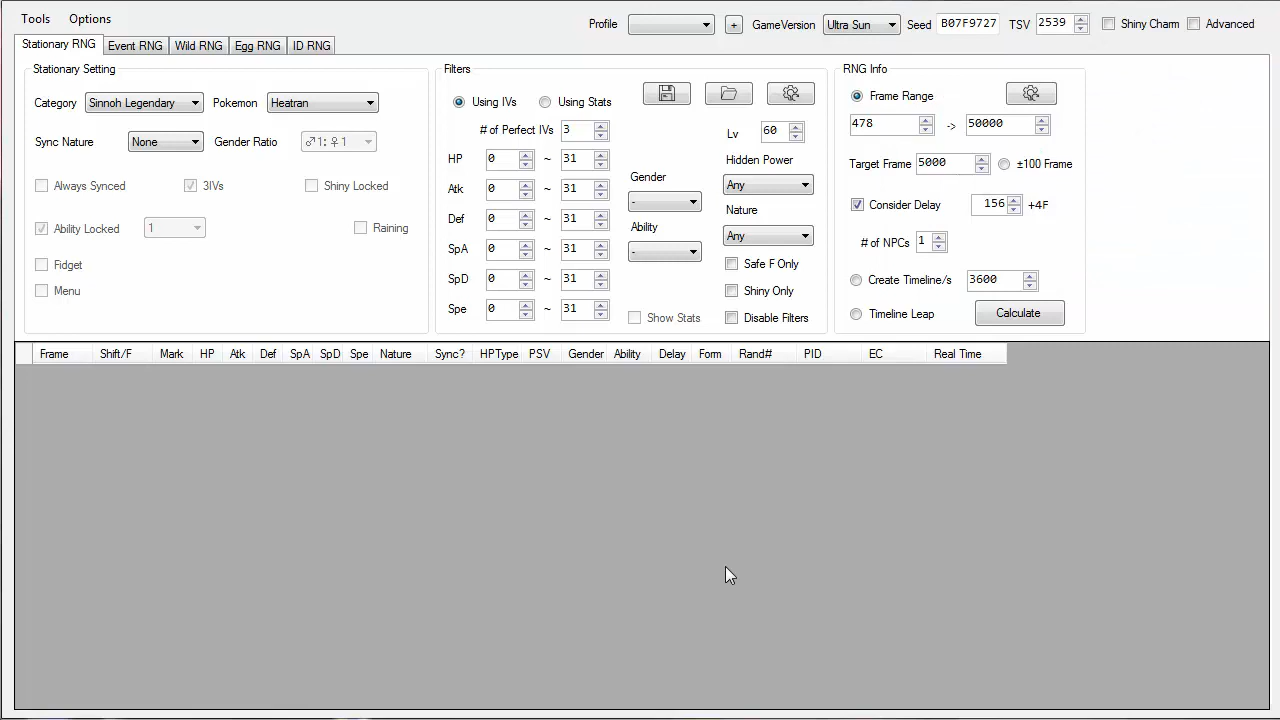 Tools Options
Profile + GameVersion Ultra Sun Seed B07F9727 TSV 2539 Shiny Charm Advanced
Stationary RNG Event RNG Wild RNG Egg RNG ID RNG
Stationary Setting
Category Sinnoh Legendary Pokemon Heatran
Sync Nature None Gender Ratio ♂1; ♀1
Always Synced 3IVs Shiny Locked
Ability Locked 1 Raining
Fidget
Menu
Filters
Using IVs Using Stats
# of Perfect IVs 3
HP 0 ~ 31
Atk 0 ~ 31
Def 0 ~ 31
SpA 0 ~ 31
SpD 0 ~ 31
Spe 0 ~ 31
Gender
-
Ability
-
Show Stats
Lv 60
Hidden Power
Any
Nature
Any
Safe F Only
Shiny Only
Disable Filters
RNG Info
Frame Range
478 -> 50000
Target Frame 5000 ±100 Frame
Consider Delay 156 +4F
# of NPCs 1
Create Timeline/s 3600
Timeline Leap Calculate
Frame Shift/F Mark HP Atk Def SpA SpD Spe Nature Sync? HPType PSV Gender Ability Delay Form Rand# PID EC Real Time